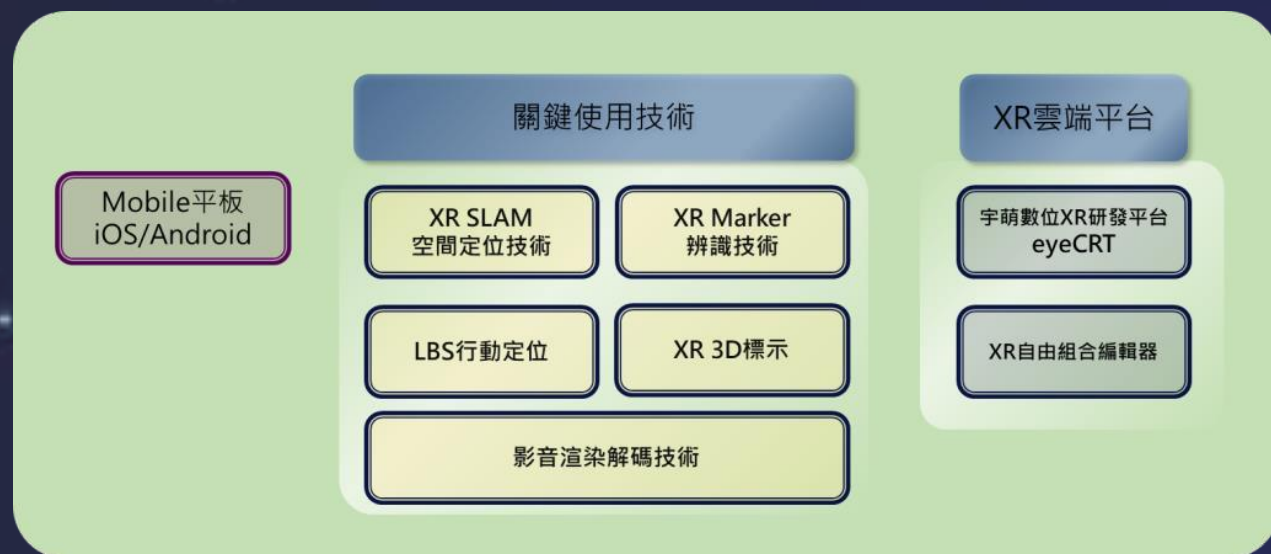 關鍵使用技術
XR雲端平台
Mobile平板
iOS/Android
XR SLAM
空間定位技術
XR Marker
辨識技術
宇萌數位XR研發平台
eyeCRT
LBS行動定位
XR 3D標示
XR自由組合編輯器
影音渲染解碼技術